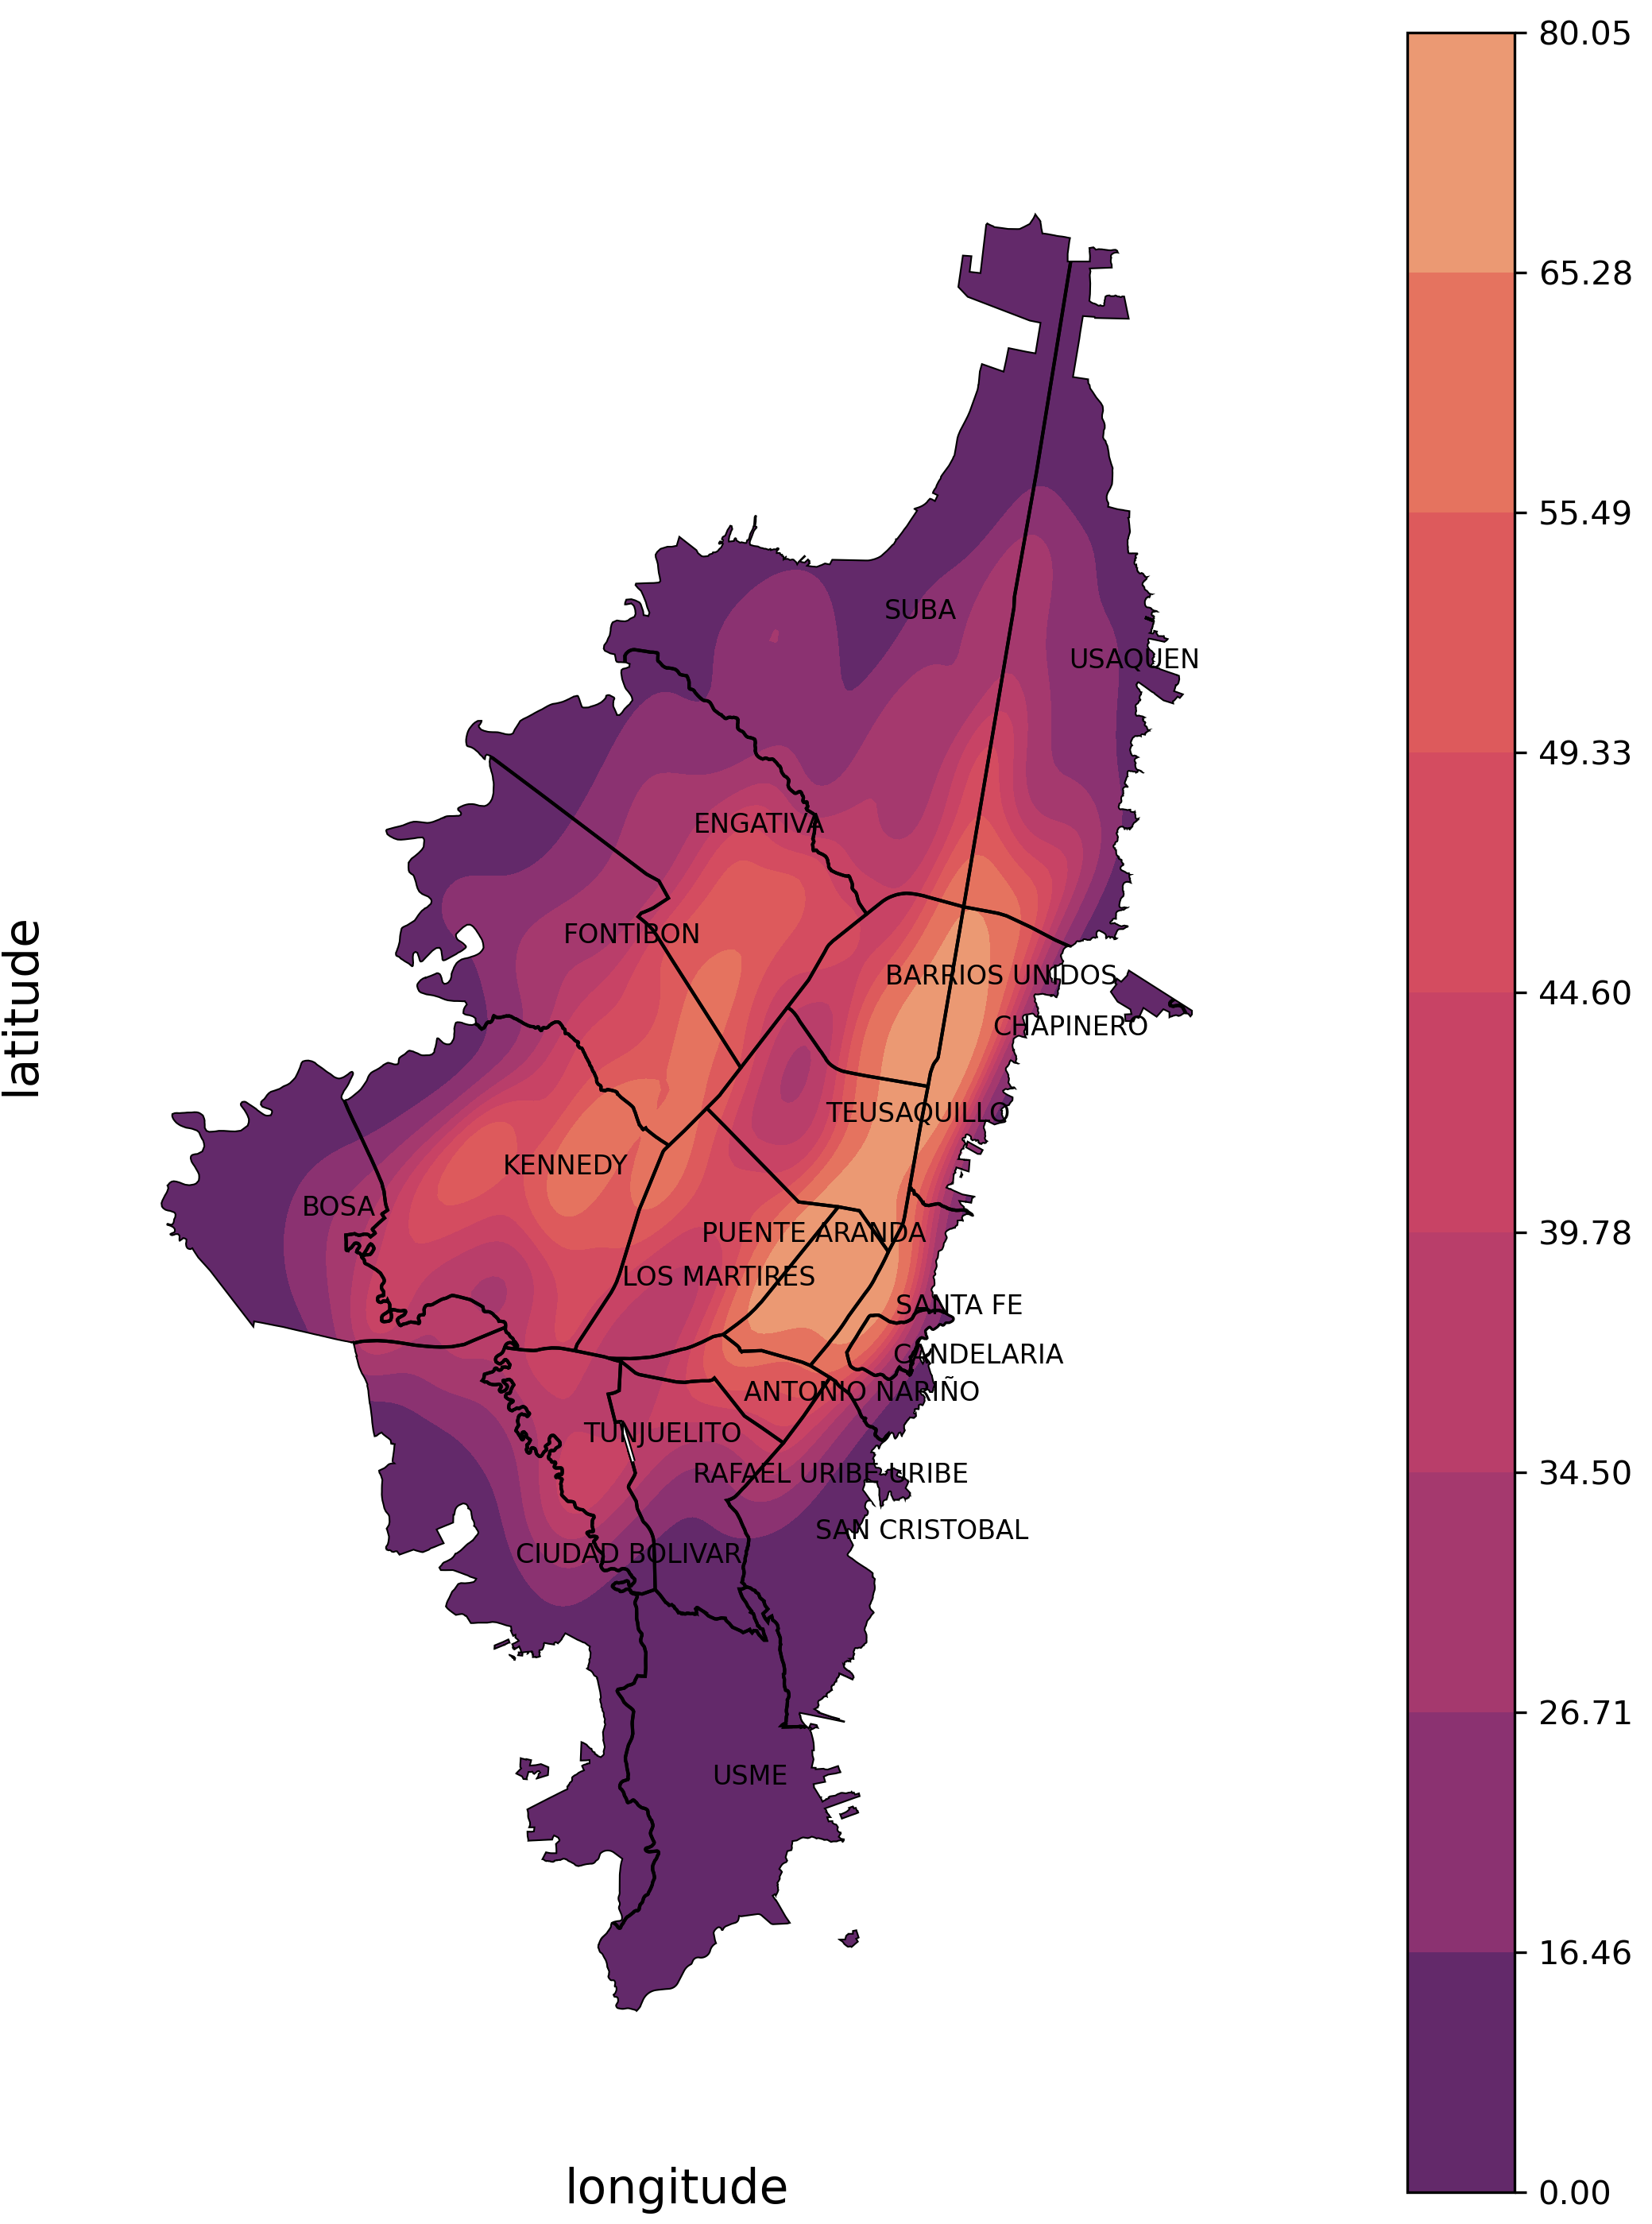 80.05
65.28
55.49
SUBA
USAQUEN
49.33
ENGATIVA
FONTIBON
BARRIOS UNIDOS
44.60
CHAPINERO
latitude
TEUSAQUILLO
KENNEDY
BOSA
PUENTE ARANDA
39.78
LOS MARTIRES
SANTA FE
CANDELARIA
ANTONIO NARIÑO
TUNJUELITO
RAFAEL URIBE URIBE
34.50
SAN CRISTOBAL
CIUDAD BOLIVAR
26.71
USME
16.46
longitude
0.00